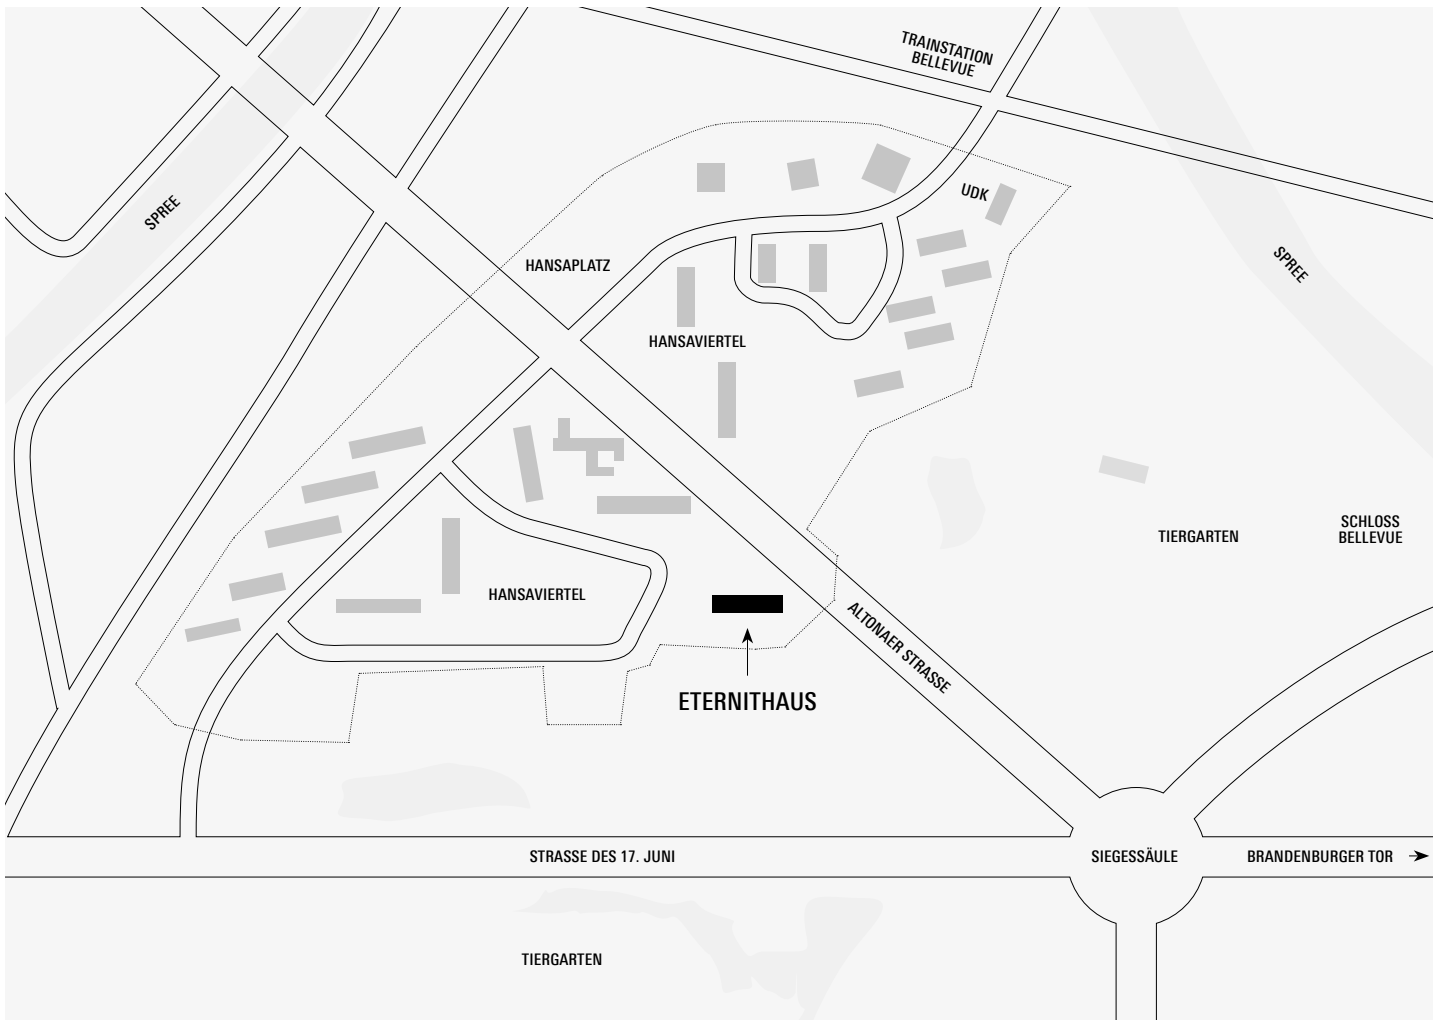 TRAINSTATION
BELLEVUE
UDK
SPREE
HANSAPLATZ
SPREE
HANSAVIERTEL
SCHLOSS
BELLEVUE
TIERGARTEN
HANSAVIERTEL
ALTONAER STRASSE
ETERNITHAUS
STRASSE DES 17. JUNI
SIEGESSÄULE
BRANDENBURGER TOR
TIERGARTEN